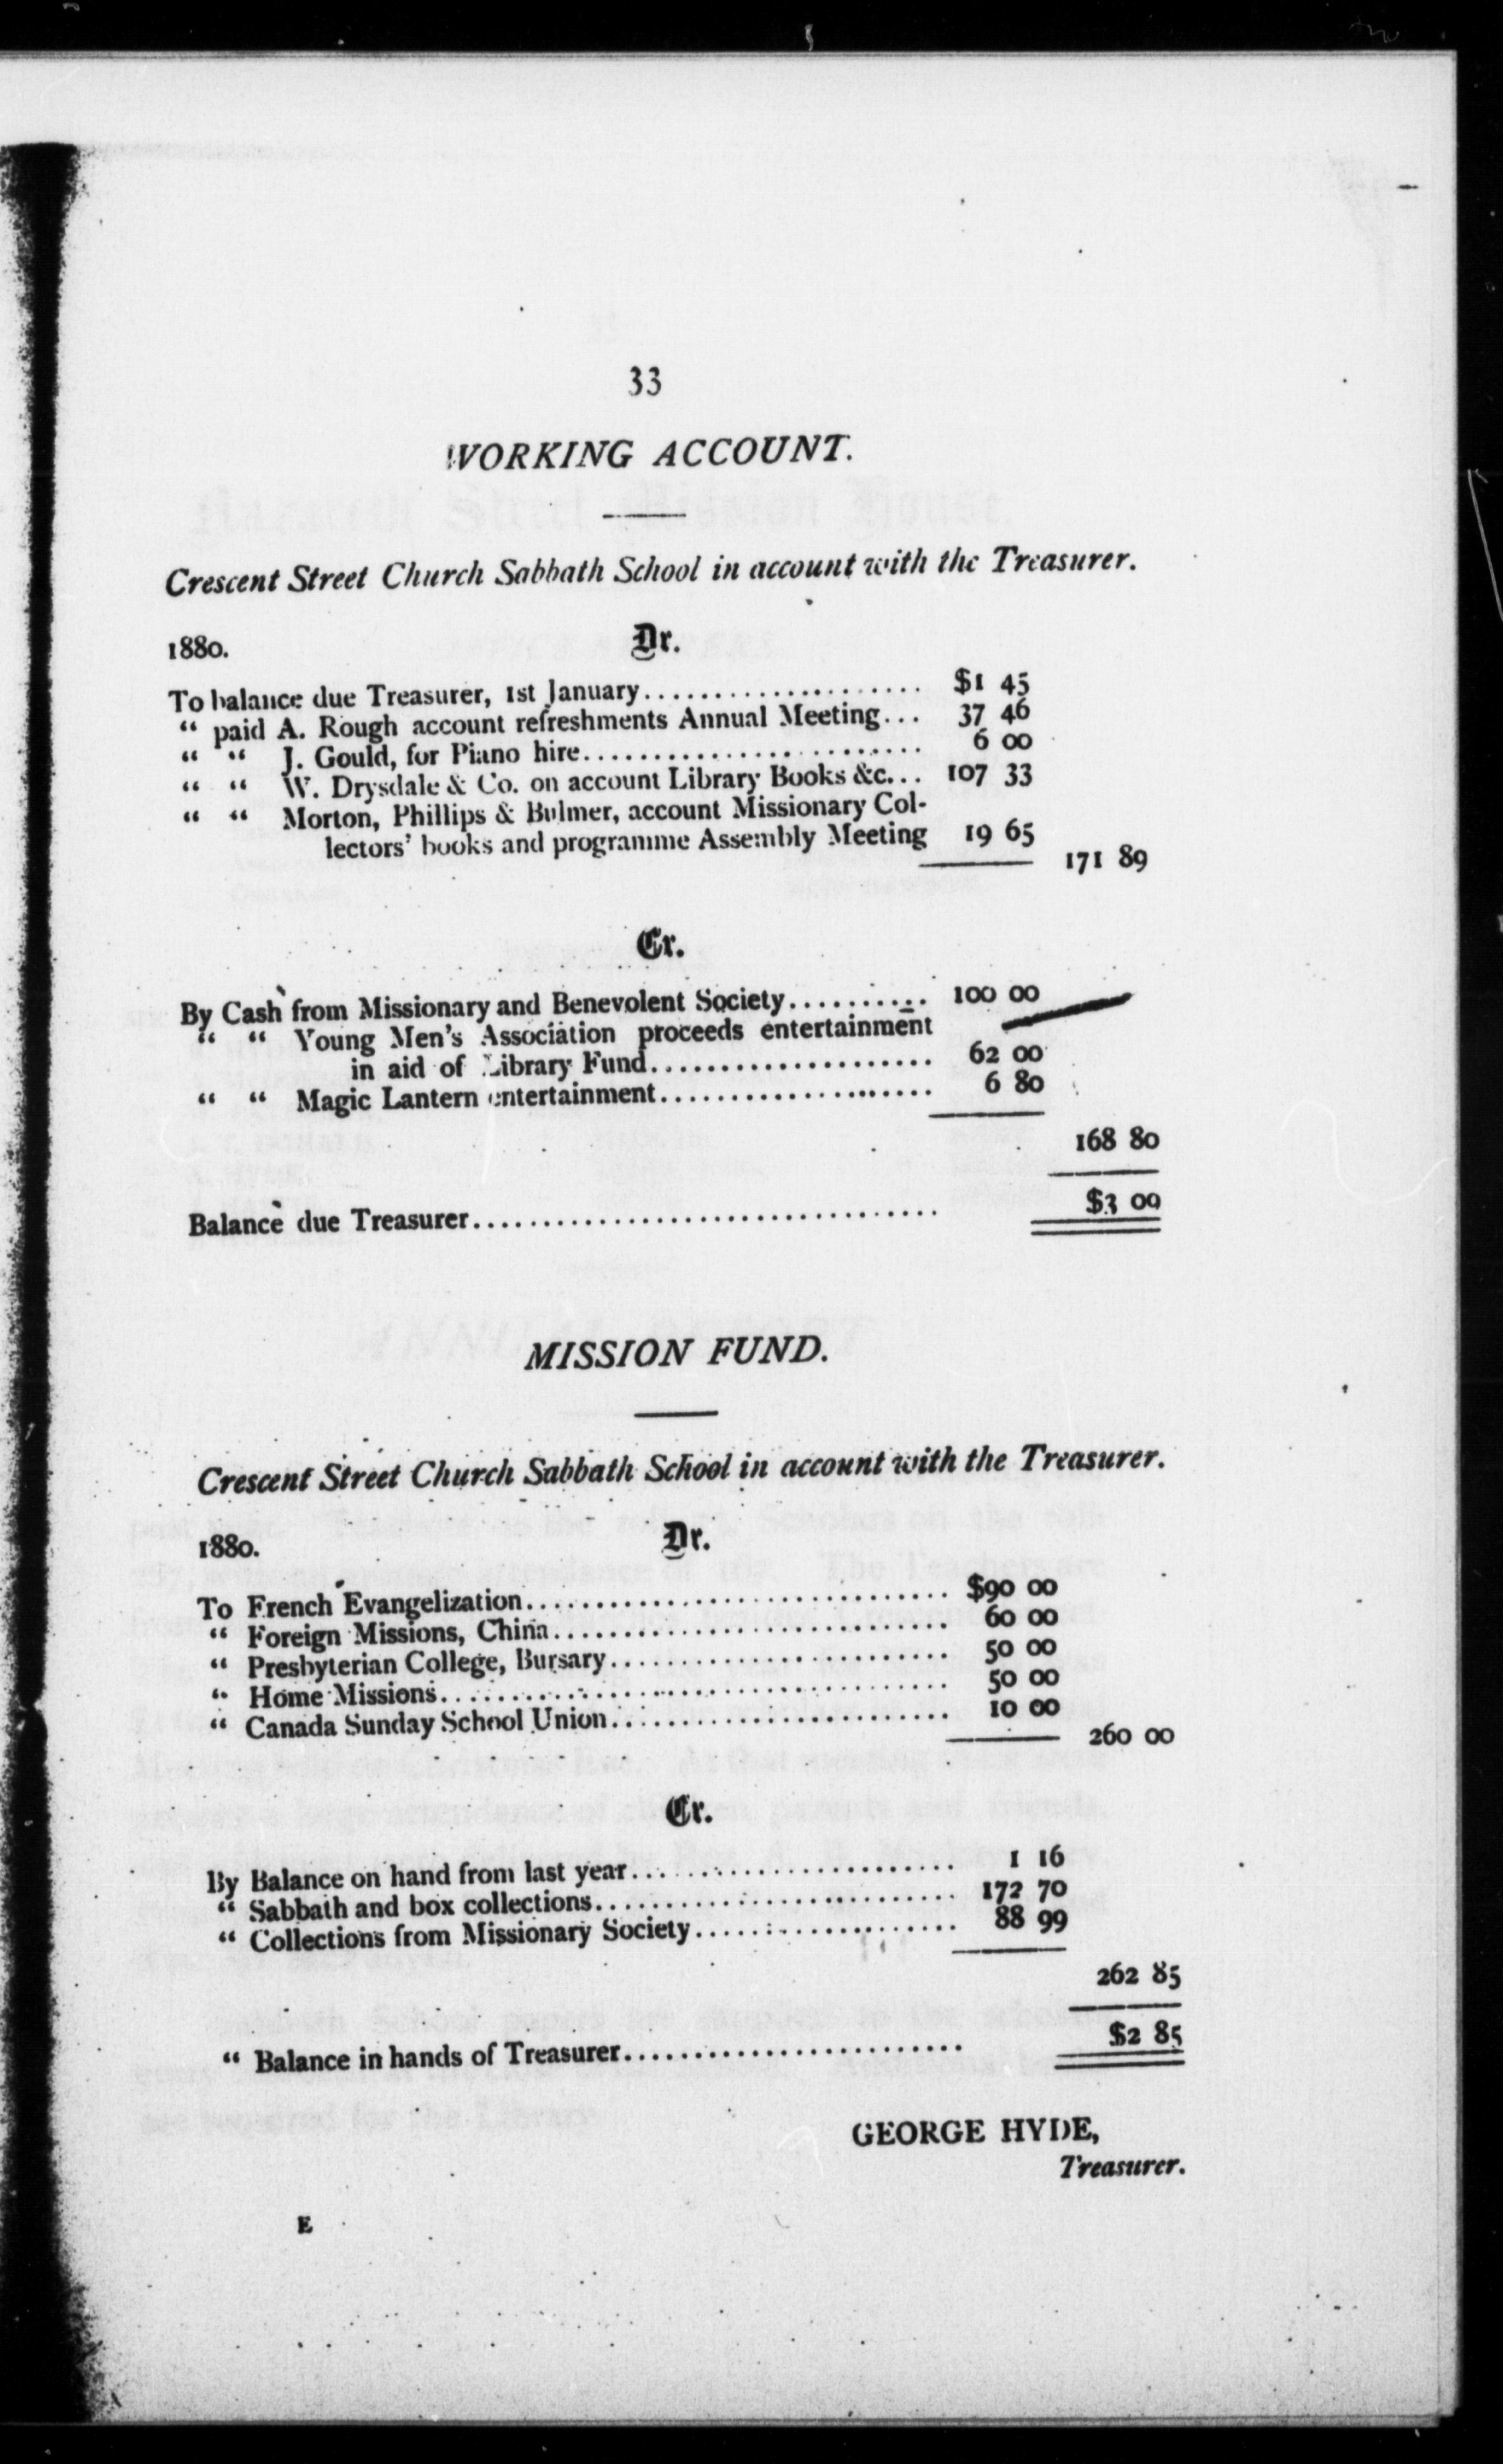 33
WORKING ACCOUNT.
Crescent Street Church Sabbath School in account with the Treasurer.
1880. Dr.
To balance due Treasurer, 1st January.................... $1 45
“ paid A. Rough account refreshments Annual Meeting... 37 46
“ “ J. Gould, for Piano hire........................ 6 00
“ “ W. Drysdale & Co. on account Library Books &c... 107 33
“ “ Morton, Phillips & Bulmer, account Missionary Col-
lectors’ books and programme Assembly Meeting 19 65
171 89
Cr.
By Cash from Missionary and Benevolent Society.......... 100 00
“ “ Young Men’s Association proceeds entertainment
in aid of Library Fund.................... 62 00
“ “ Magic Lantern entertainment.................... 6 80
168 80
Balance due Treasurer................................. $3 09
MISSION FUND.
Crescent Street Church Sabbath School in account with the Treasurer.
1880. Dr.
To French Evangelization.............................. $90 00
“ Foreign Missions, China............................ 60 00
“ Presbyterian College, Bursary........................ 50 00
“ Home Missions.................................... 50 00
“ Canada Sunday School Union........................ 10 00
260 00
Cr.
By Balance on hand from last year....................... 1 16
“ Sabbath and box collections.......................... 172 70
“ Collections from Missionary Society................... 88 99
262 85
“ Balance in hands of Treasurer........................ $2 85
GEORGE HYDE,
Treasurer.
E